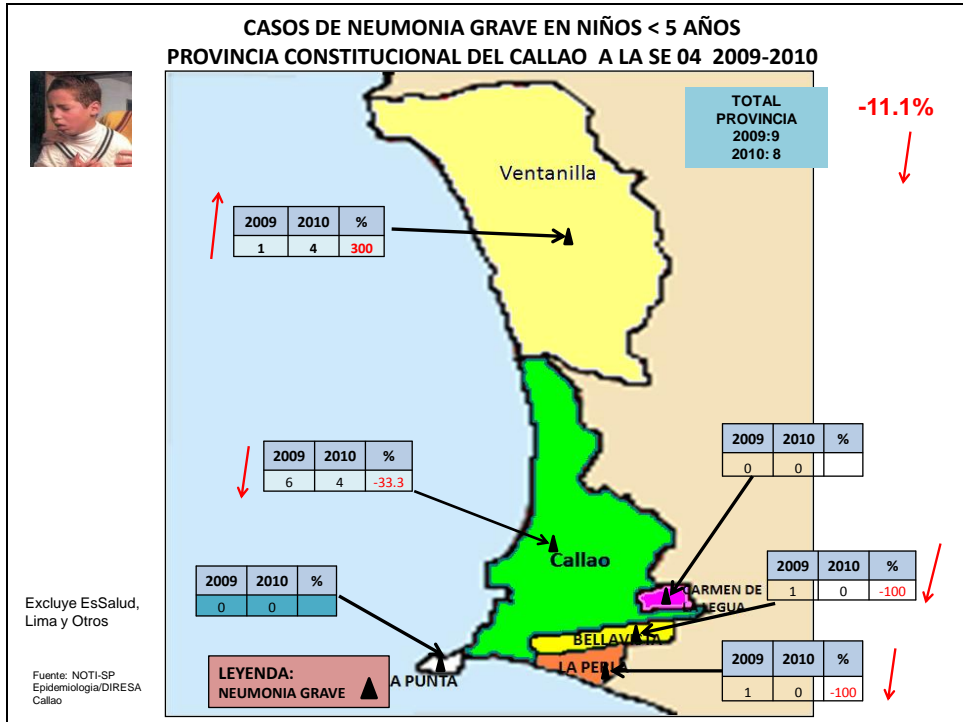 CASOS DE NEUMONIA GRAVE EN NIÑOS < 5 AÑOS
PROVINCIA CONSTITUCIONAL DEL CALLAO A LA SE 04 2009-2010
TOTAL
PROVINCIA
2009:9
2010: 8
-11.1%
Ventanilla
2009 2010 %
1 4 300
2009 2010 %
0 0
2009 2010 %
6 4 -33.3
Callao
2009 2010 %
1 0 -100
2009 2010 %
0 0
CARMEN DE
LA LEGUA
BELLAVISTA
LA PERLA
A PUNTA
2009 2010 %
1 0 -100
Excluye EsSalud,
Lima y Otros
LEYENDA:
NEUMONIA GRAVE
Fuente: NOTI-SP
Epidemiologia/DIRESA
Callao